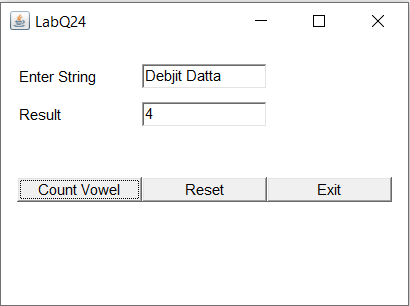 LabQ24
Enter String Debjit Datta
Result 4
Count Vowel Reset Exit